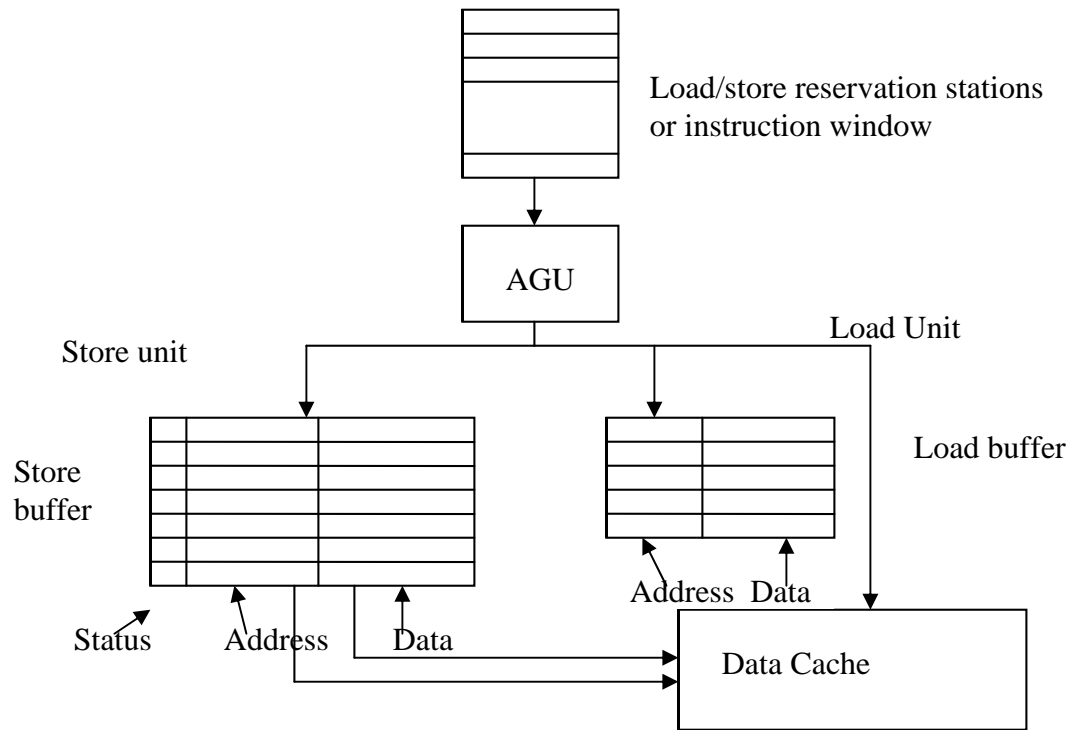 Load/store reservation stations
or instruction window
AGU
Load Unit
Store unit
Load buffer
Store
buffer
Address Data
Status Address Data
Data Cache